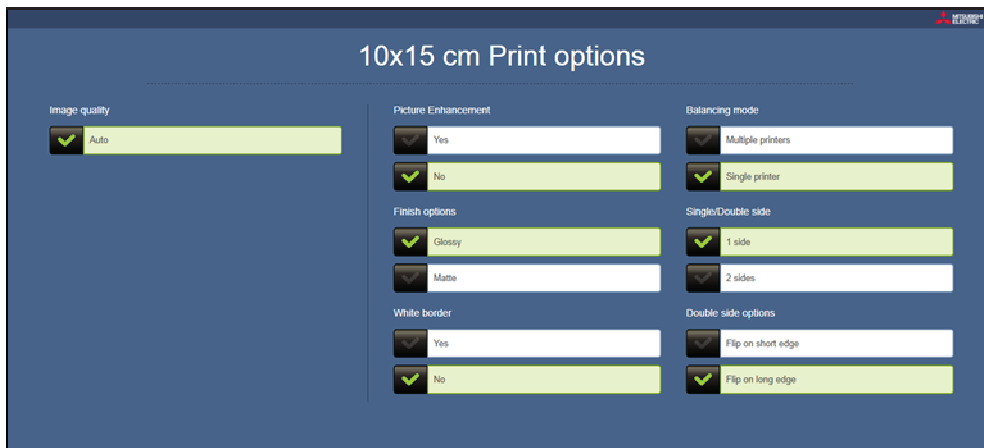 MITSUBISHI
ELECTRIC
10x15 cm Print options
Image quality
Auto
Picture Enhancement
Yes
No
Finish options
Glossy
Matte
White border
Yes
No
Balancing mode
Multiple printers
Single printer
Single/Double side
1 side
2 sides
Double side options
Flip on short edge
Flip on long edge